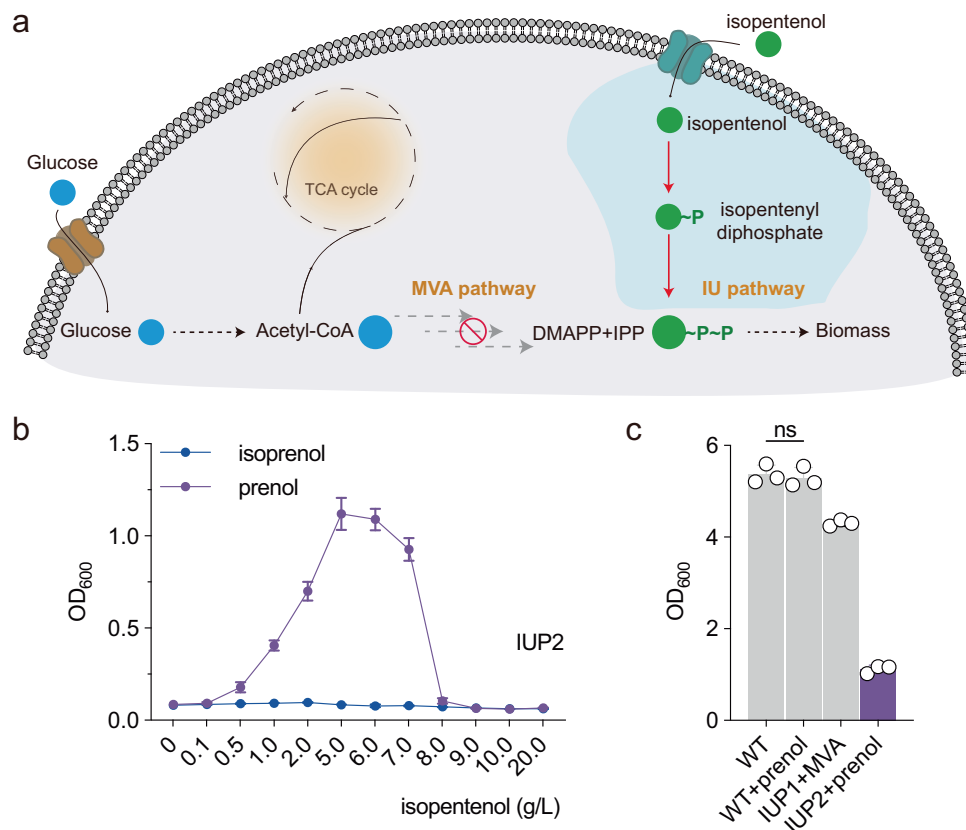 a
isopentenol
isopentenol
Glucose
TCA cycle
~P
isopentenyl
diphosphate
MVA pathway
IU pathway
Glucose
Acetyl-CoA
DMAPP+IPP
~P~P
Biomass
b
1.5
1.0
0.5
0.0
OD600
isoprenol
prenol
IUP2
0
0.1
0.5
1.0
2.0
5.0
6.0
7.0
8.0
9.0
10.0
20.0
isopentenol (g/L)
c
ns
6
4
2
0
OD600
WT
WT+prenol
IUP1+MVA
IUP2+prenol